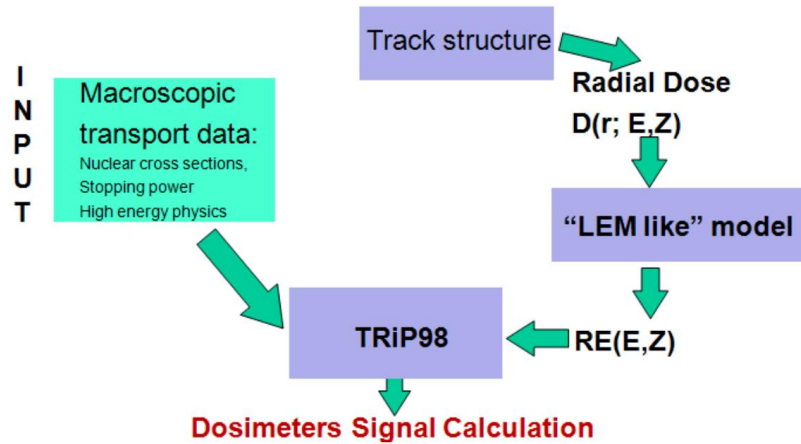 INPUT
Macroscopic
transport data:
Nuclear cross sections,
Stopping power
High energy physics
Track structure
Radial Dose
D(r; E,Z)
“LEM like” model
RE(E,Z)
TRiP98
Dosimeters Signal Calculation